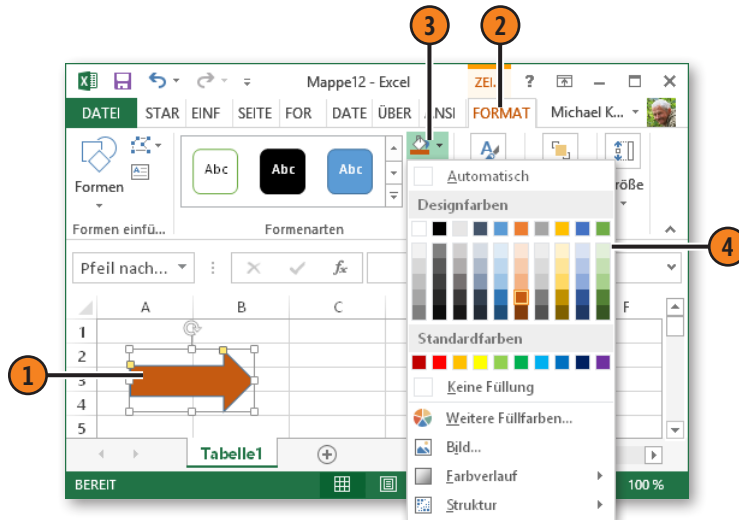 3 2
Mappe12 - Excel ZEI... ?
DATEI STAR EINF SEITE FOR DATE ÜBER ANSI FORMAT Michael K...
Abc Abc Abc
Formen
röße
Formen einfü... Formenarten
Automatisch
Designfarben
4
Pfeil nach... fx
A B C F
1
2
3
4
5
1
Standardfarben
Keine Füllung
Weitere Füllfarben...
Bild...
Farbverlauf
Struktur
Tabelle1
BEREIT 100 %